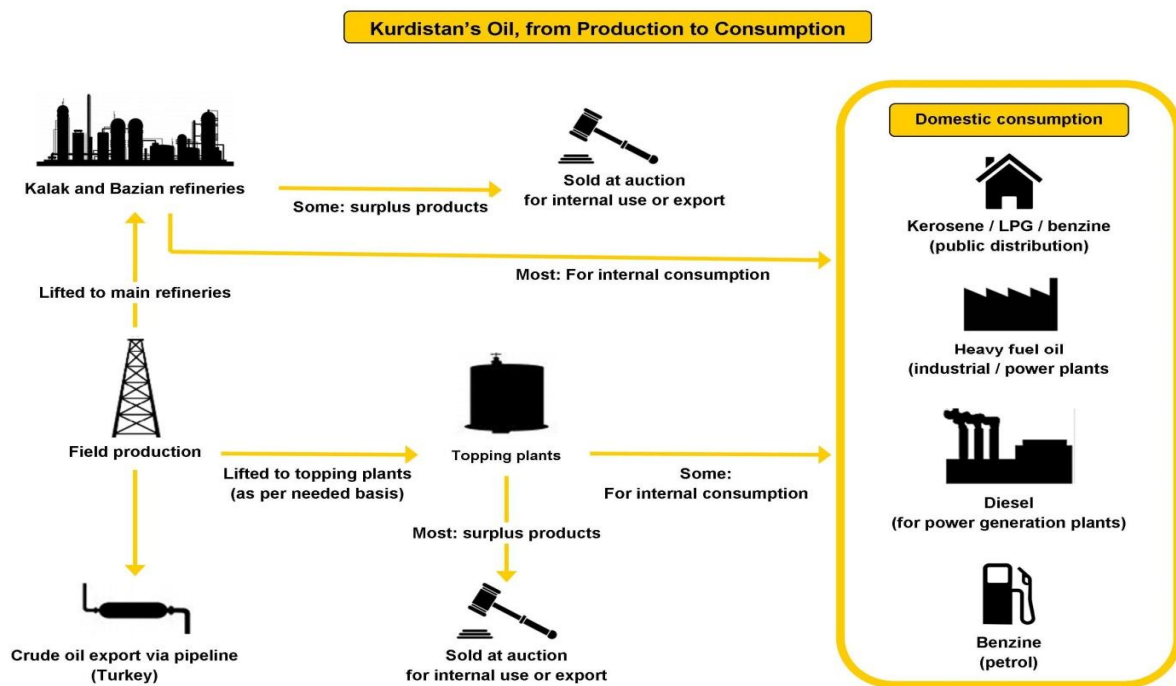 Kurdistan's Oil, from Production to Consumption
Kalak and Bazian refineries
Some: surplus products
Sold at auction
for internal use or export
Most: For internal consumption
Lifted to main refineries
Field production
Lifted to topping plants
(as per needed basis)
Topping plants
Some:
For internal consumption
Most: surplus products
Crude oil export via pipeline
(Turkey)
Sold at auction
for internal use or export
Domestic consumption
Kerosene / LPG / benzine
(public distribution)
Heavy fuel oil
(industrial / power plants
Diesel
(for power generation plants)
Benzine
(petrol)